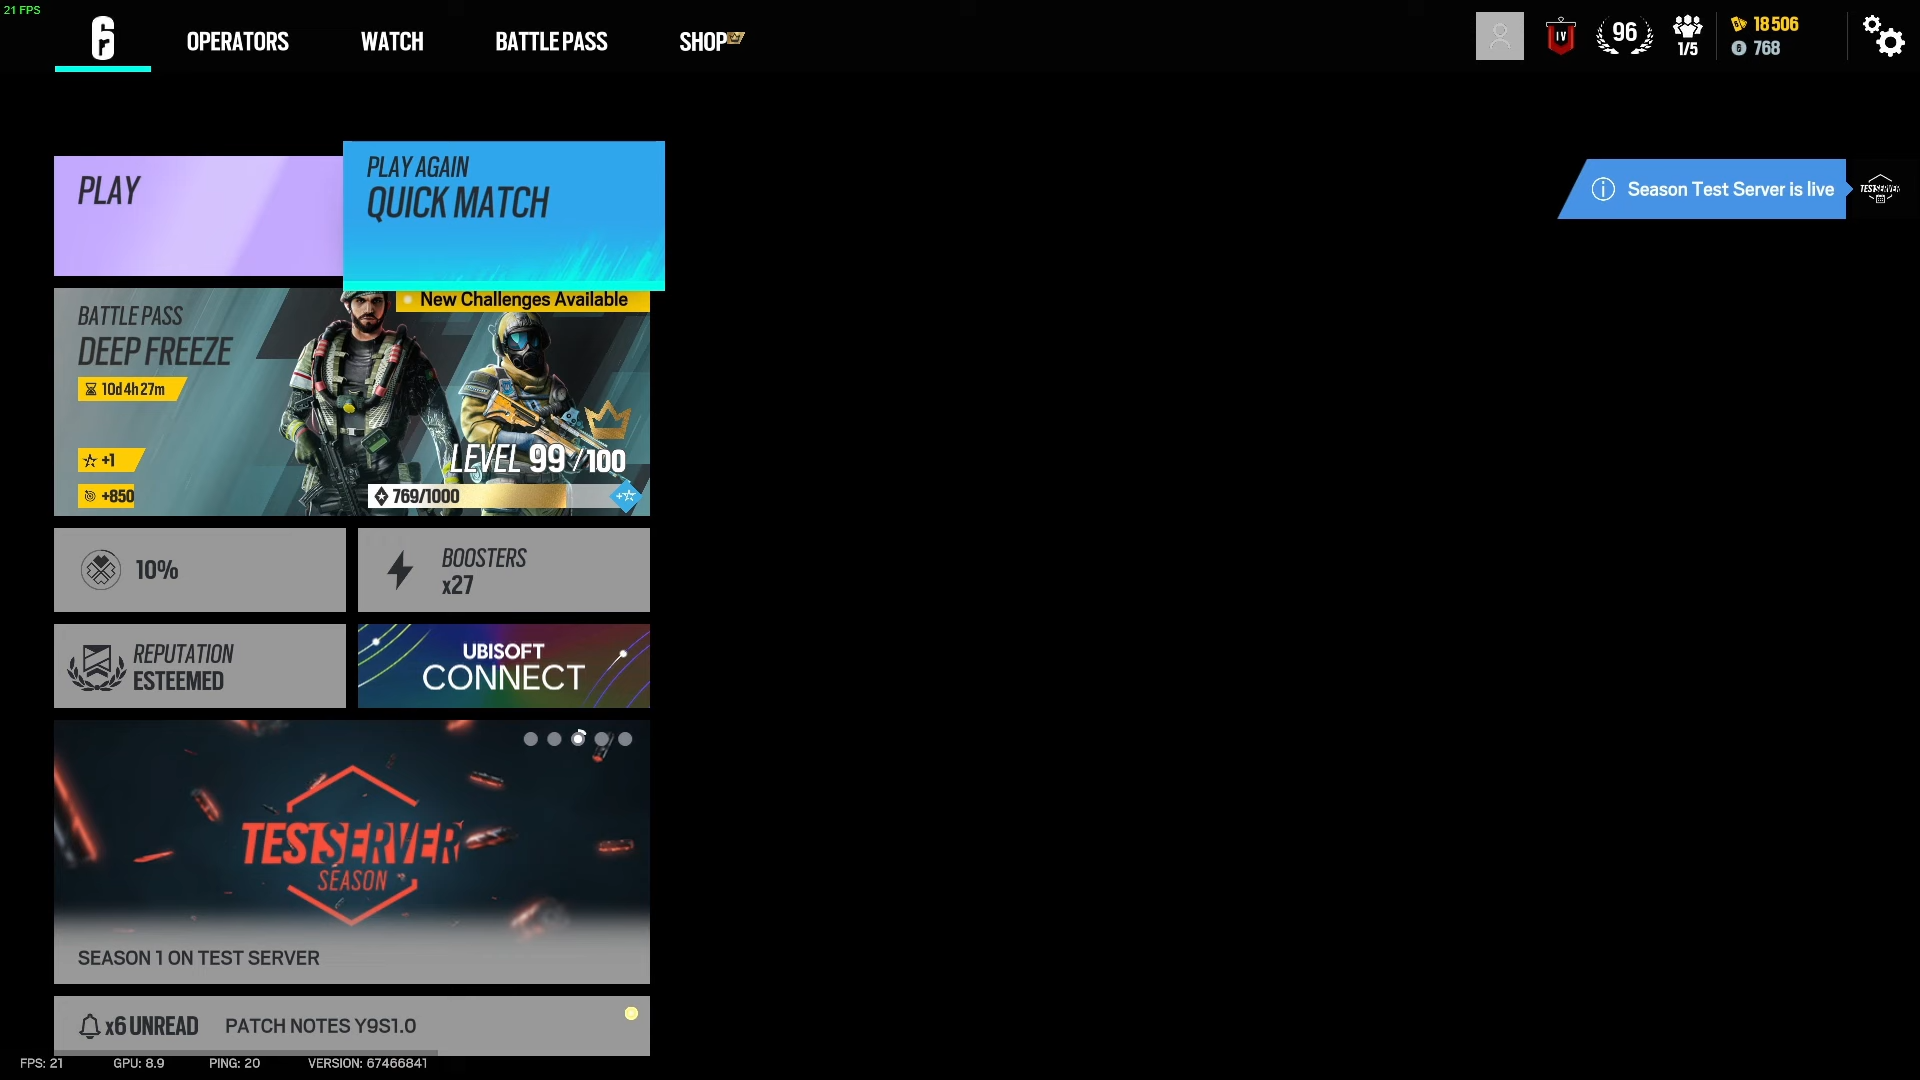 21 FPS
OPERATORS
WATCH
BATTLE PASS
SHOP
IV
96
1/5
18 506
768
PLAY
PLAY AGAIN
QUICK MATCH
Season Test Server is live
TEST SERVER
New Challenges Available
BATTLE PASS
DEEP FREEZE
10d 4h 27m
+1
LEVEL 99 / 100
+850
769/1000
10%
BOOSTERS
x27
REPUTATION
ESTEEMED
UBISOFT
CONNECT
TEST SERVER
SEASON
SEASON 1 ON TEST SERVER
x6 UNREAD PATCH NOTES Y9S1.0
FPS: 21 GPU: 8.9 PING: 20 VERSION: 67466841